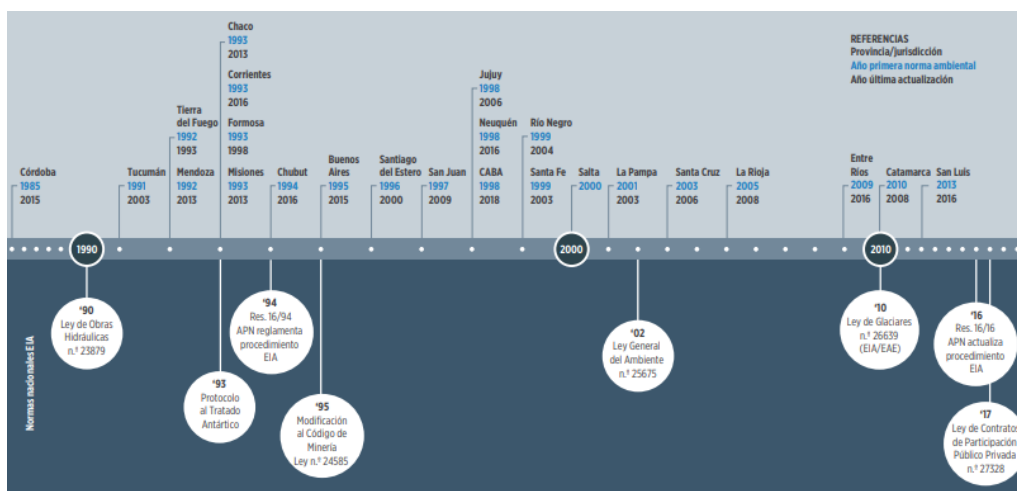 Chaco
1993
2013
Corrientes
1993
2016
Formosa
1993
1998
Misiones
1993
2013
REFERENCIAS
Provincia/jurisdicción
Año primera norma ambiental
Año última actualización
Jujuy
1998
2006
Neuquén
1998
2016
CABA
1998
2018
Tierra
del Fuego
1992
1993
Mendoza
1992
2013
Río Negro
1999
2004
Santa Fe
1999
2003
Córdoba
1985
2015
Tucumán
1991
2003
Chubut
1994
2016
Buenos
Aires
1995
2015
Santiago
del Estero
1996
2000
San Juan
1997
2009
Salta
2000
La Pampa
2001
2003
Santa Cruz
2003
2006
La Rioja
2005
2008
Entre
Ríos
2009
2016
Catamarca
2010
2008
San Luis
2013
2016
1990
2000
2010
Normas nacionales EIA
‘90
Ley de Obras
Hidráulicas
n.º 23879
‘93
Protocolo
al Tratado
Antártico
‘94
Res. 16/94
APN reglamenta
procedimiento
EIA
‘95
Modificación
al Código de
Minería
Ley n.º 24585
‘02
Ley General
del Ambiente
n.º 25675
‘10
Ley de Glaciares
n.º 26639
(EIA/EAE)
‘16
Res. 16/16
APN actualiza
procedimiento
EIA
‘17
Ley de Contratos
de Participación
Público Privada
n.º 27328